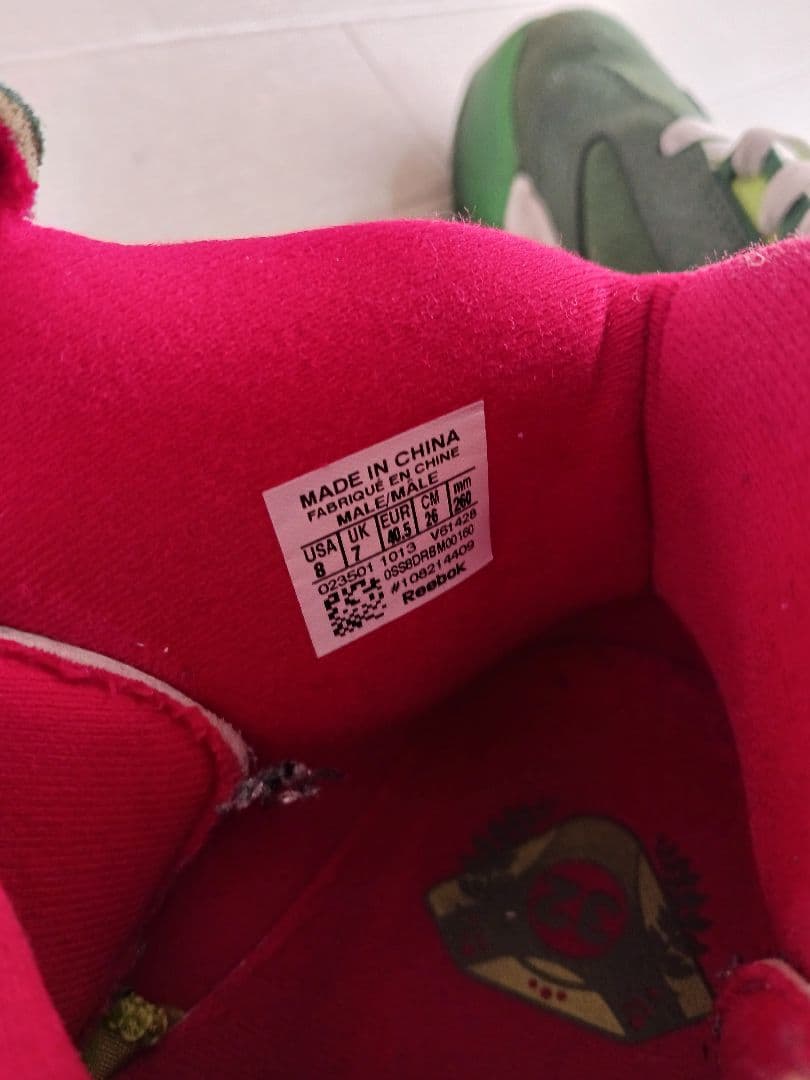 MADE IN CHINA
FABRIQUÉ EN CHINE
MALE/MÂLE
USA UK EUR CM mm
8 7 40.5 26 260
023501 1013 V61428
0SS8DRBM00160
#108214409
Reebok
32